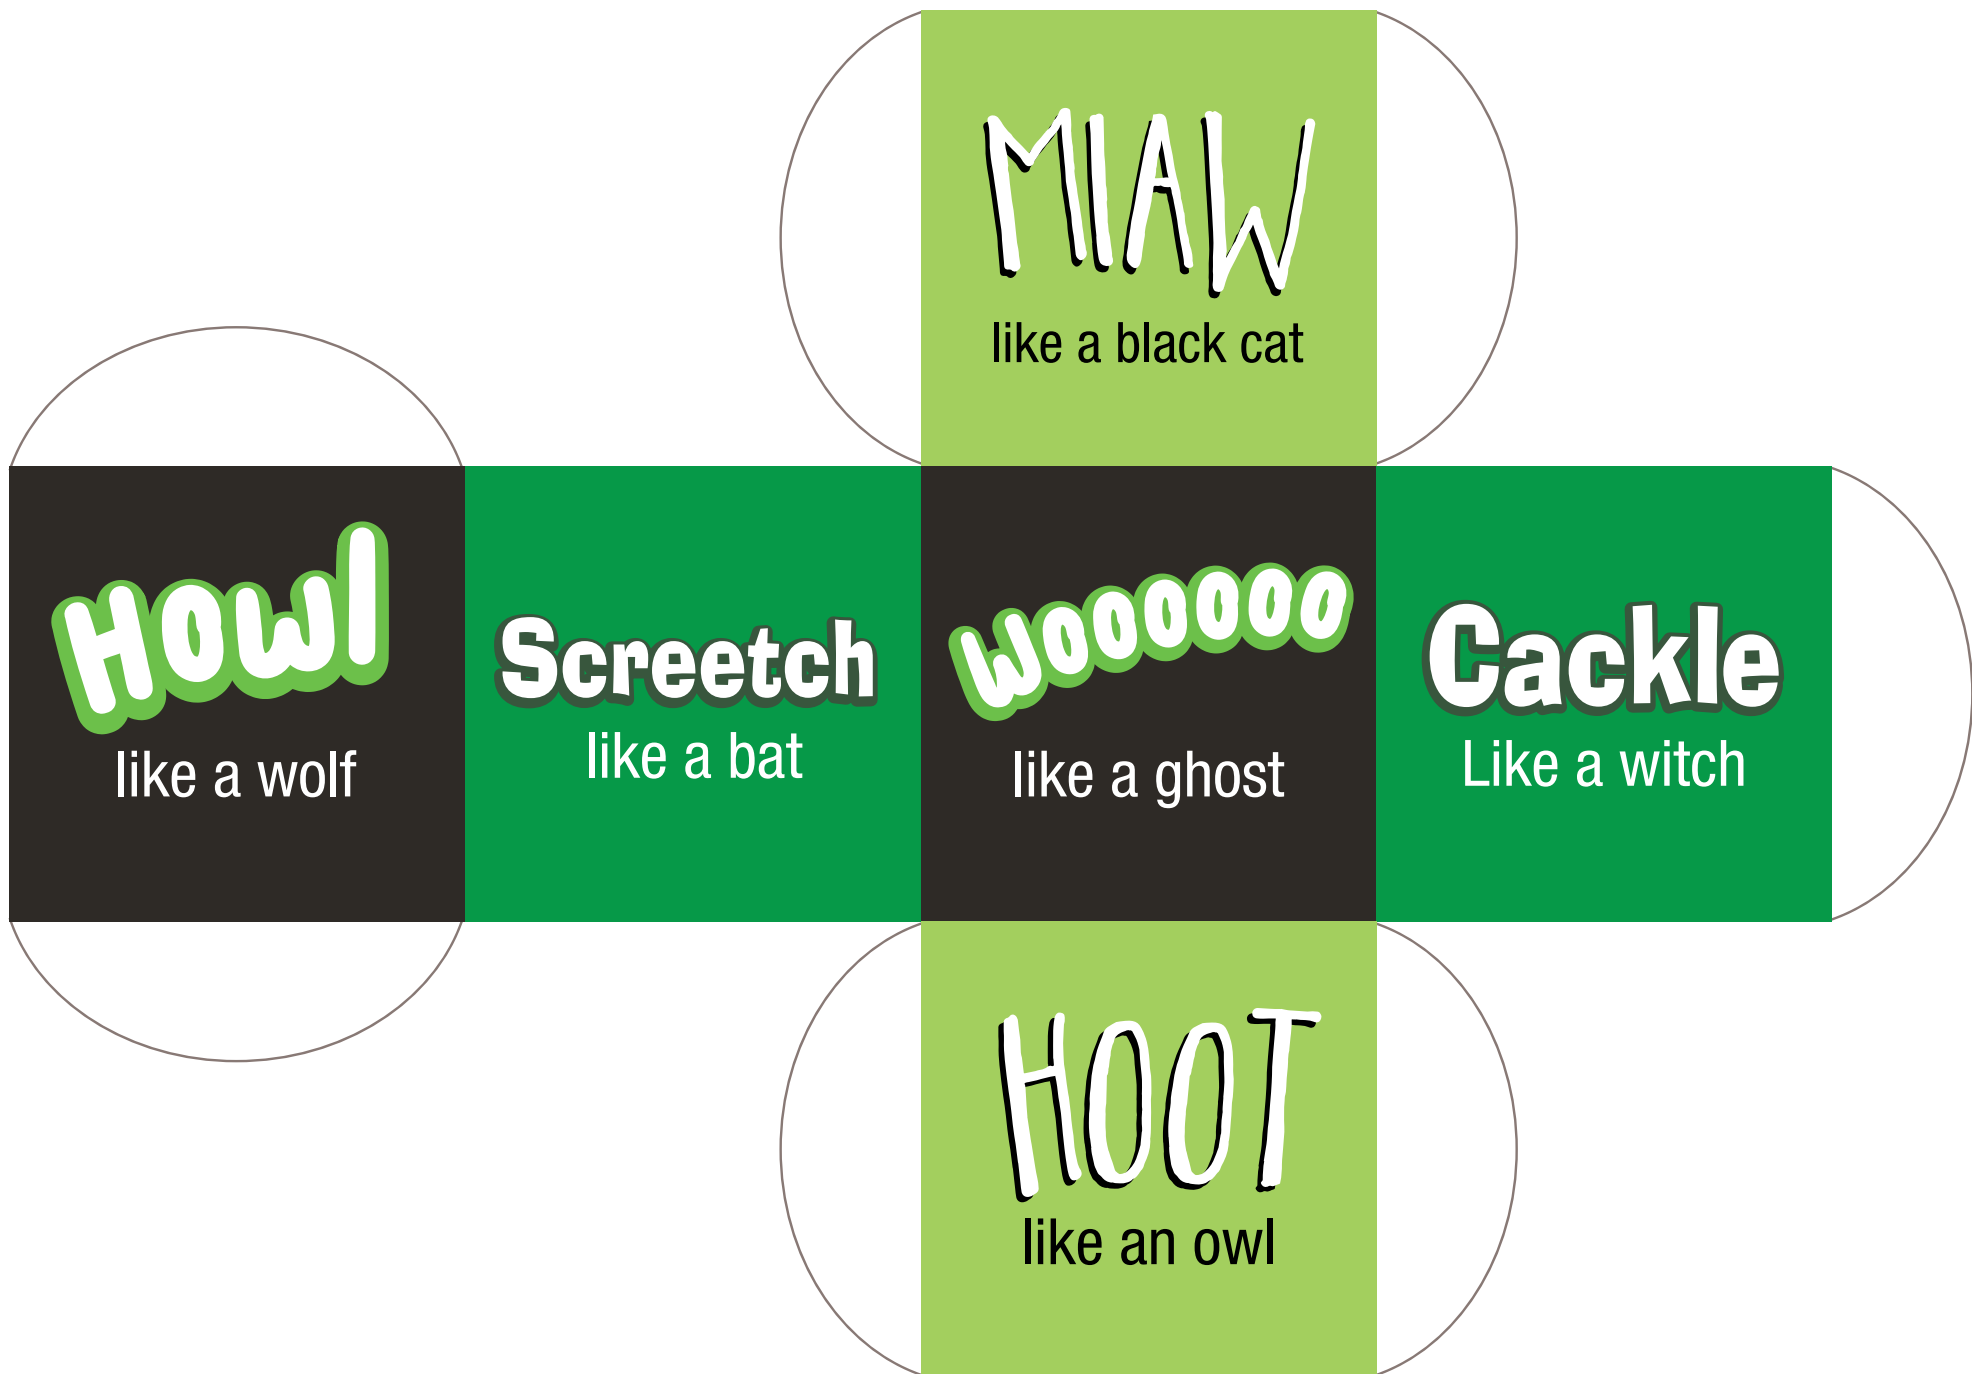 MIAW
like a black cat
Howl
like a wolf
Screetch
like a bat
Woooooo
like a ghost
Cackle
Like a witch
HOOT
like an owl